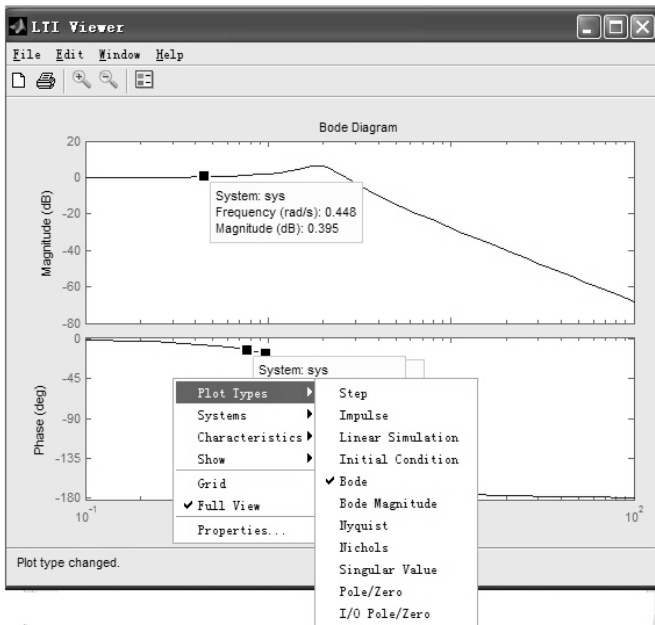 LTI Viewer
File Edit Window Help
Bode Diagram
Magnitude (dB)
20
0
-20
-40
-60
-80
System: sys
Frequency (rad/s): 0.448
Magnitude (dB): 0.395
Phase (deg)
0
-45
-90
-135
-180
System: sys
Plot Types
Systems
Characteristics
Show
Grid
Full View
Properties...
Step
Impulse
Linear Simulation
Initial Condition
Bode
Bode Magnitude
Nyquist
Nichols
Singular Value
Pole/Zero
I/O Pole/Zero
10^-1
10^2
Plot type changed.